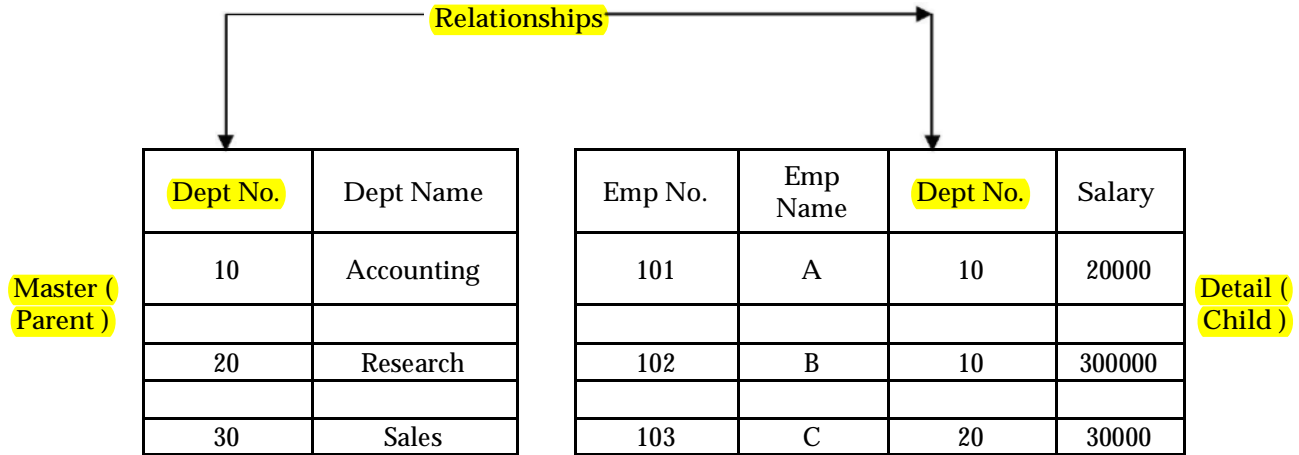 Relationships
Dept No. Dept Name
10 Accounting
20 Research
30 Sales
Master (
Parent )
Emp No. Emp
Name Dept No. Salary
101 A 10 20000
102 B 10 300000
103 C 20 30000
Detail (
Child )